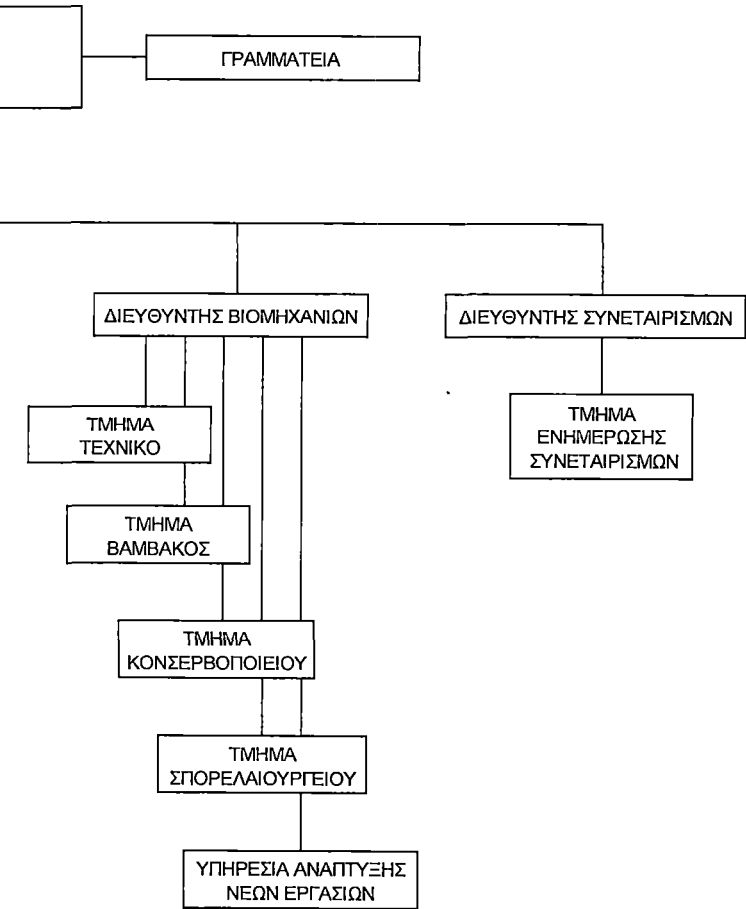 ΓΡΑΜΜΑΤΕΙΑ
ΔΙΕΥΘΥΝΤΗΣ ΒΙΟΜΗΧΑΝΙΩΝ
ΔΙΕΥΘΥΝΤΗΣ ΣΥΝΕΤΑΙΡΙΣΜΩΝ
ΤΜΗΜΑ
ΤΕΧΝΙΚΟ
ΤΜΗΜΑ
ΕΝΗΜΕΡΩΣΗΣ
ΣΥΝΕΤΑΙΡΙΣΜΩΝ
ΤΜΗΜΑ
ΒΑΜΒΑΚΟΣ
ΤΜΗΜΑ
ΚΟΝΣΕΡΒΟΠΟΙΕΙΟΥ
ΤΜΗΜΑ
ΣΠΟΡΕΛΑΙΟΥΡΓΕΙΟΥ
ΥΠΗΡΕΣΙΑ ΑΝΑΠΤΥΞΗΣ
ΝΕΩΝ ΕΡΓΑΣΙΩΝ